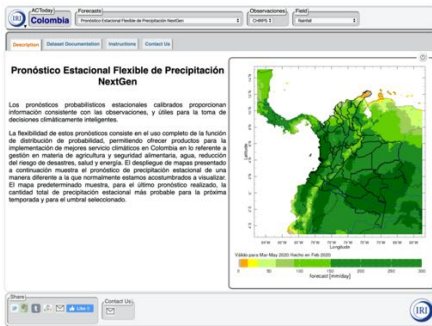 IRI
ACToday
Colombia
Forecasts
Pronóstico Estacional Flexible de Precipitación NextGen
Observaciones
CHIRPS
Field
Rainfall
Description
Dataset Documentation
Instructions
Contact Us
Pronóstico Estacional Flexible de Precipitación
NextGen
Los pronósticos probabilísticos estacionales calibrados proporcionan
información consistente con las observaciones, y útiles para la toma de
decisiones climáticamente inteligentes.
La flexibilidad de estos pronósticos consiste en el uso completo de la función
de distribución de probabilidad, permitiendo ofrecer productos para la
implementación de mejores servicio climáticos en Colombia en lo referente a
gestión en materia de agricultura y seguridad alimentaria, agua, reducción
del riesgo de desastres, salud y energía. El despliegue de mapas presentado
a continuación muestra el pronóstico de precipitación estacional de una
manera diferente a la que normalmente estamos acostumbrados a visualizar.
El mapa predeterminado muestra, para el último pronóstico realizado, la
cantidad total de precipitación estacional más probable para la próxima
temporada y para el umbral seleccionado.
Latitude
Longitude
Válido para Mar-May 2020 Hecho en Feb 2020
0 50 100 150 200 300
forecast [mm/day]
Share
Like
Contact Us
IRI